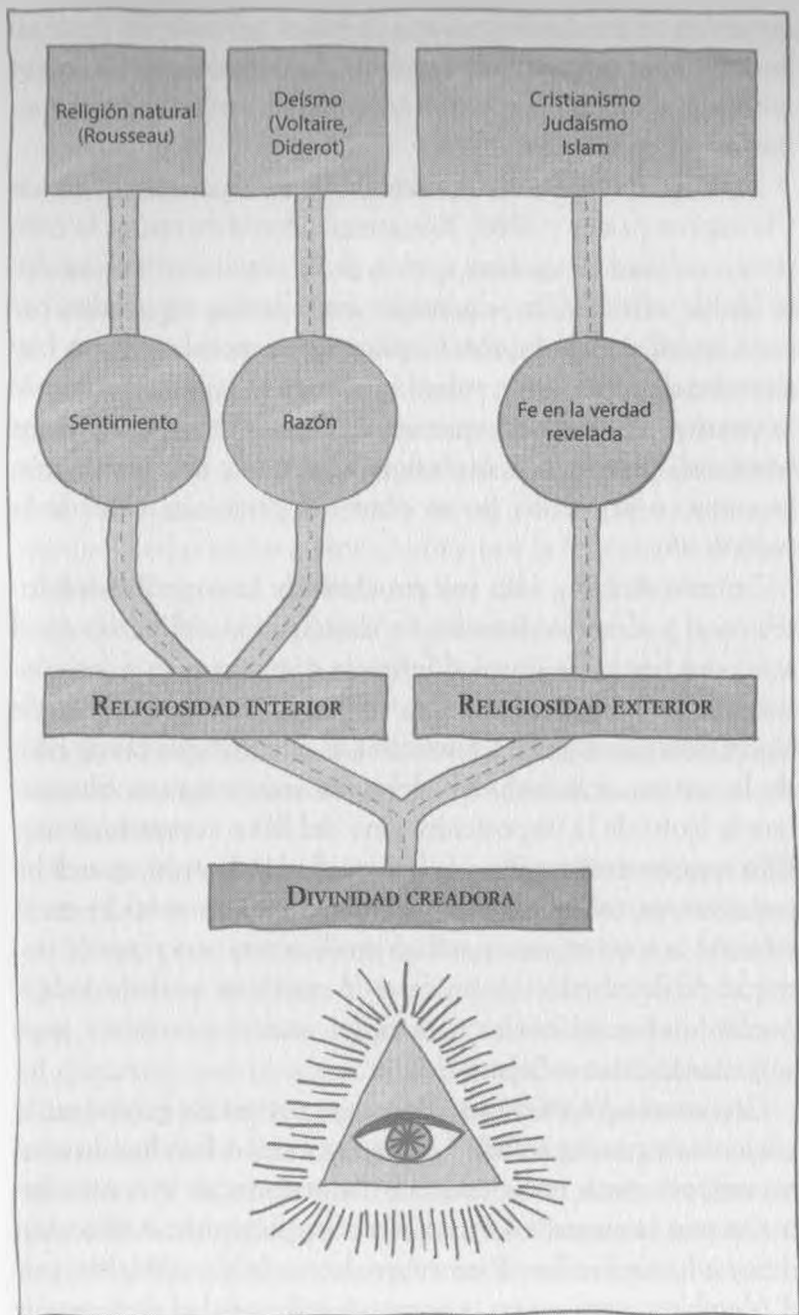 Religión natural
(Rousseau)
Deísmo
(Voltaire,
Diderot)
Cristianismo
Judaísmo
Islam
Sentimiento
Razón
Fe en la verdad
revelada
RELIGIOSIDAD INTERIOR
RELIGIOSIDAD EXTERIOR
DIVINIDAD CREADORA